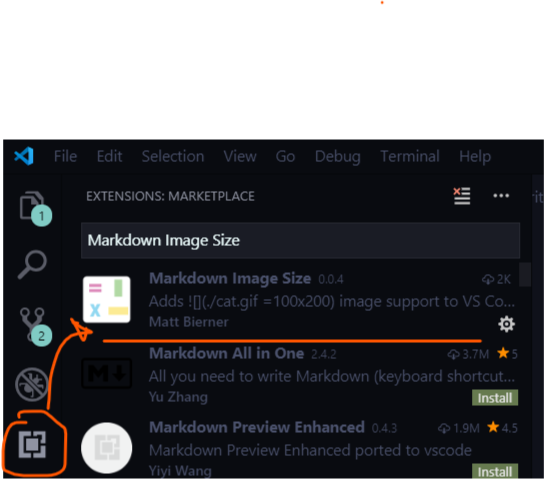 File Edit Selection View Go Debug Terminal Help
EXTENSIONS: MARKETPLACE
1
Markdown Image Size
Markdown Image Size 0.0.4 2K
Adds ![](./cat.gif =100x200) image support to VS Co...
Matt Bierner
2
Markdown All in One 2.4.2 3.7M 5
All you need to write Markdown (keyboard shortcut...
Yu Zhang Install
Markdown Preview Enhanced 0.4.3 1.9M 4.5
Markdown Preview Enhanced ported to vscode
Yiyi Wang Install